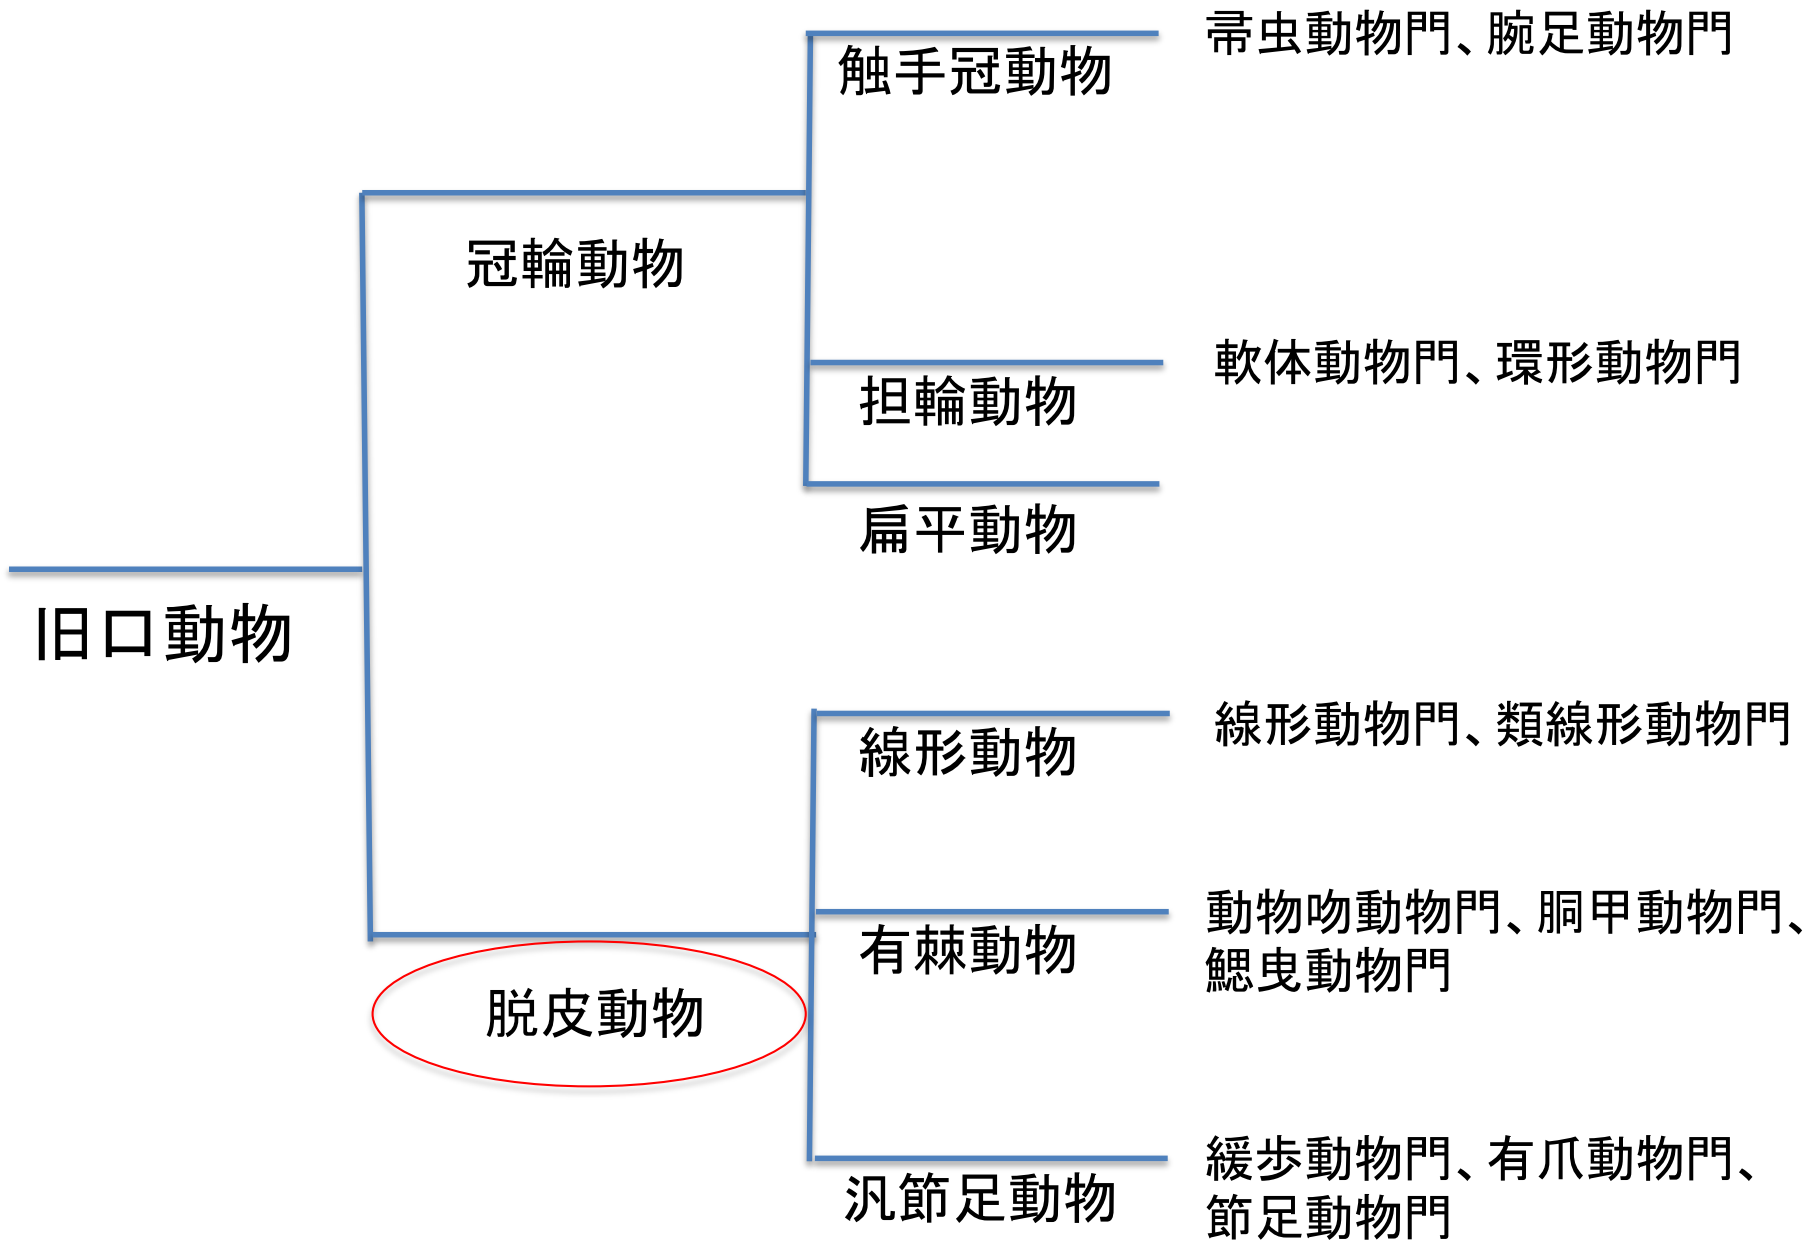 帚虫動物門、腕足動物門
触手冠動物
冠輪動物
軟体動物門、環形動物門
担輪動物
扁平動物
旧口動物
線形動物門、類線形動物門
線形動物
動物吻動物門、胴甲動物門、
鰓曳動物門
有棘動物
脱皮動物
緩歩動物門、有爪動物門、
節足動物門
汎節足動物